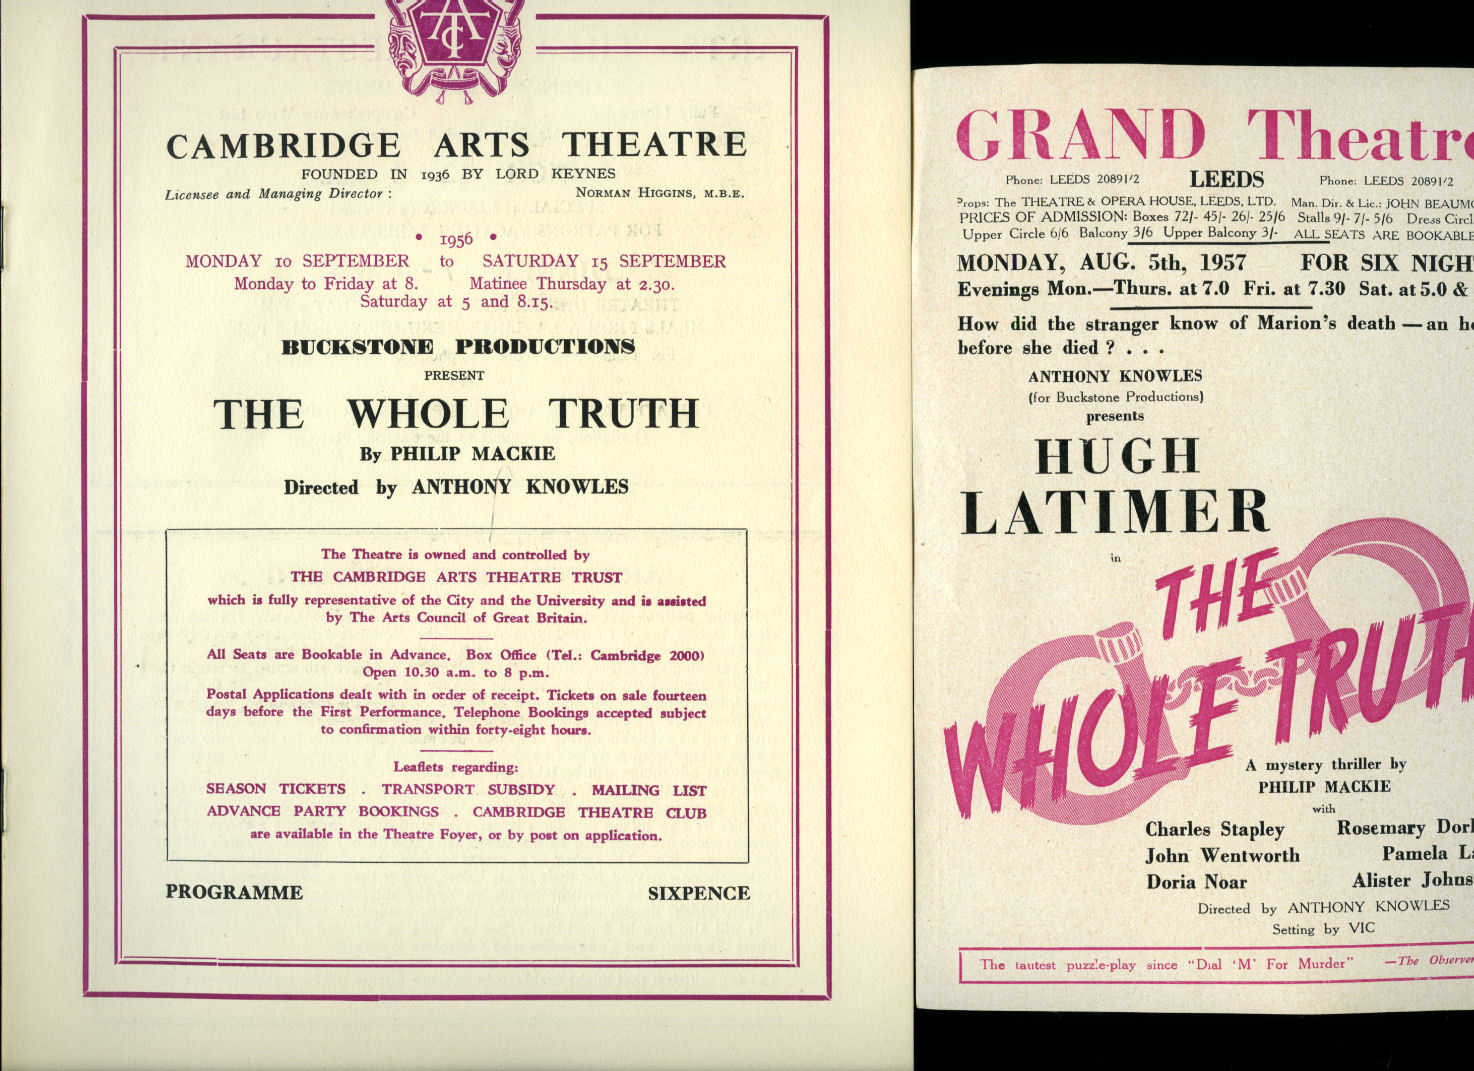 CAMBRIDGE ARTS THEATRE
FOUNDED IN 1936 BY LORD KEYNES
Licensee and Managing Director : NORMAN HIGGINS, M.B.E.
• 1956 •
MONDAY 10 SEPTEMBER to SATURDAY 15 SEPTEMBER
Monday to Friday at 8. Matinee Thursday at 2.30.
Saturday at 5 and 8.15.
BUCKSTONE PRODUCTIONS
PRESENT
THE WHOLE TRUTH
By PHILIP MACKIE
Directed by ANTHONY KNOWLES
The Theatre is owned and controlled by
THE CAMBRIDGE ARTS THEATRE TRUST
which is fully representative of the City and the University and is assisted
by The Arts Council of Great Britain.
All Seats are Bookable in Advance. Box Office (Tel.: Cambridge 2000)
Open 10.30 a.m. to 8 p.m.
Postal Applications dealt with in order of receipt. Tickets on sale fourteen
days before the First Performance. Telephone Bookings accepted subject
to confirmation within forty-eight hours.
Leaflets regarding:
SEASON TICKETS . TRANSPORT SUBSIDY . MAILING LIST
ADVANCE PARTY BOOKINGS . CAMBRIDGE THEATRE CLUB
are available in the Theatre Foyer, or by post on application.
PROGRAMME SIXPENCE
GRAND Theatre
Phone: LEEDS 20891/2 LEEDS Phone: LEEDS 20891/2
Props: The THEATRE & OPERA HOUSE, LEEDS, LTD. Man. Dir. & Lic.: JOHN BEAUMO
PRICES OF ADMISSION: Boxes 72/- 45/- 26/- 25/6 Stalls 9/- 7/- 5/6 Dress Circl
Upper Circle 6/6 Balcony 3/6 Upper Balcony 3/- ALL SEATS ARE BOOKABLE
MONDAY, AUG. 5th, 1957 FOR SIX NIGH
Evenings Mon.—Thurs. at 7.0 Fri. at 7.30 Sat. at 5.0 &
How did the stranger know of Marion's death — an ho
before she died ? . . .
ANTHONY KNOWLES
(for Buckstone Productions)
presents
HUGH
LATIMER
in
THE
WHOLE TRUTH
A mystery thriller by
PHILIP MACKIE
with
Charles Stapley Rosemary Dor
John Wentworth Pamela La
Doria Noar Alister Johns
Directed by ANTHONY KNOWLES
Setting by VIC
The tautest puzzle-play since "Dial 'M' For Murder" —The Observer